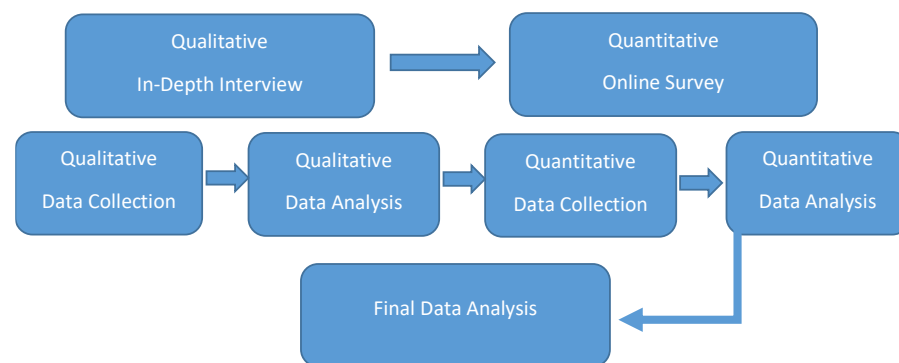 Qualitative
In-Depth Interview
Quantitative
Online Survey
Qualitative
Data Collection
Qualitative
Data Analysis
Quantitative
Data Collection
Quantitative
Data Analysis
Final Data Analysis